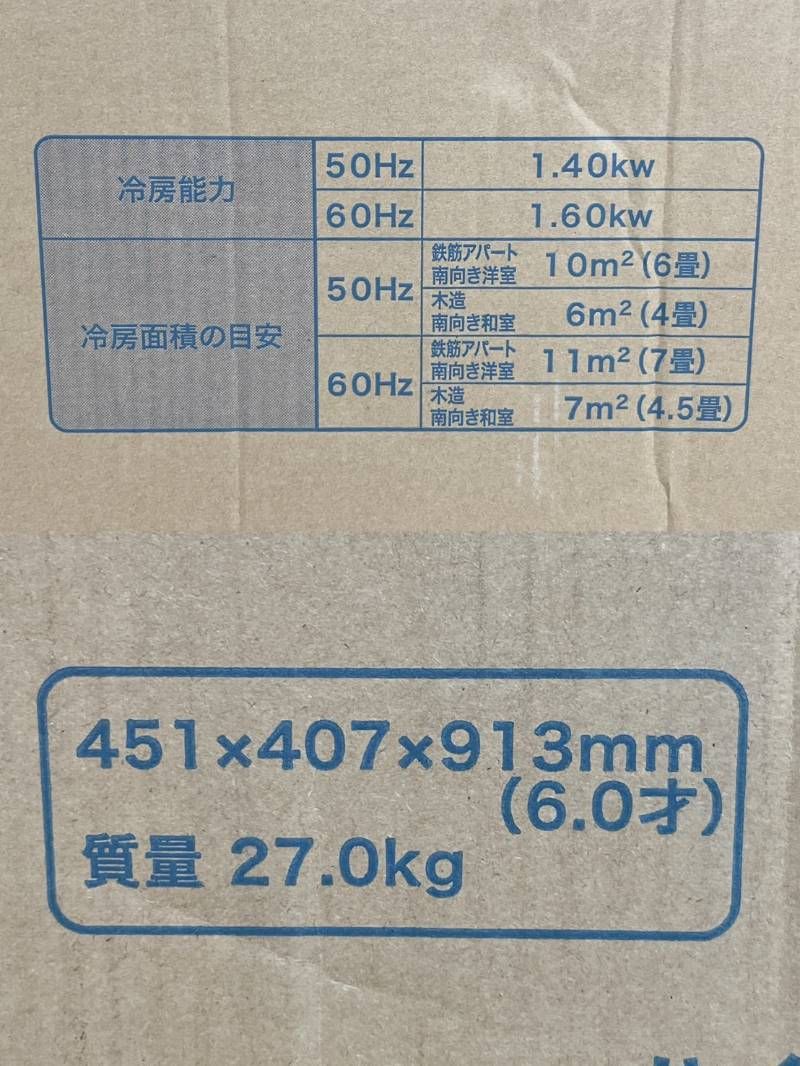 冷房能力
50Hz
1.40kw
60Hz
1.60kw
冷房面積の目安
50Hz
鉄筋アパート
南向き洋室
10m²(6畳)
木造
南向き和室
6m²(4畳)
60Hz
鉄筋アパート
南向き洋室
11m²(7畳)
木造
南向き和室
7m²(4.5畳)
451×407×913mm
(6.0才)
質量 27.0kg